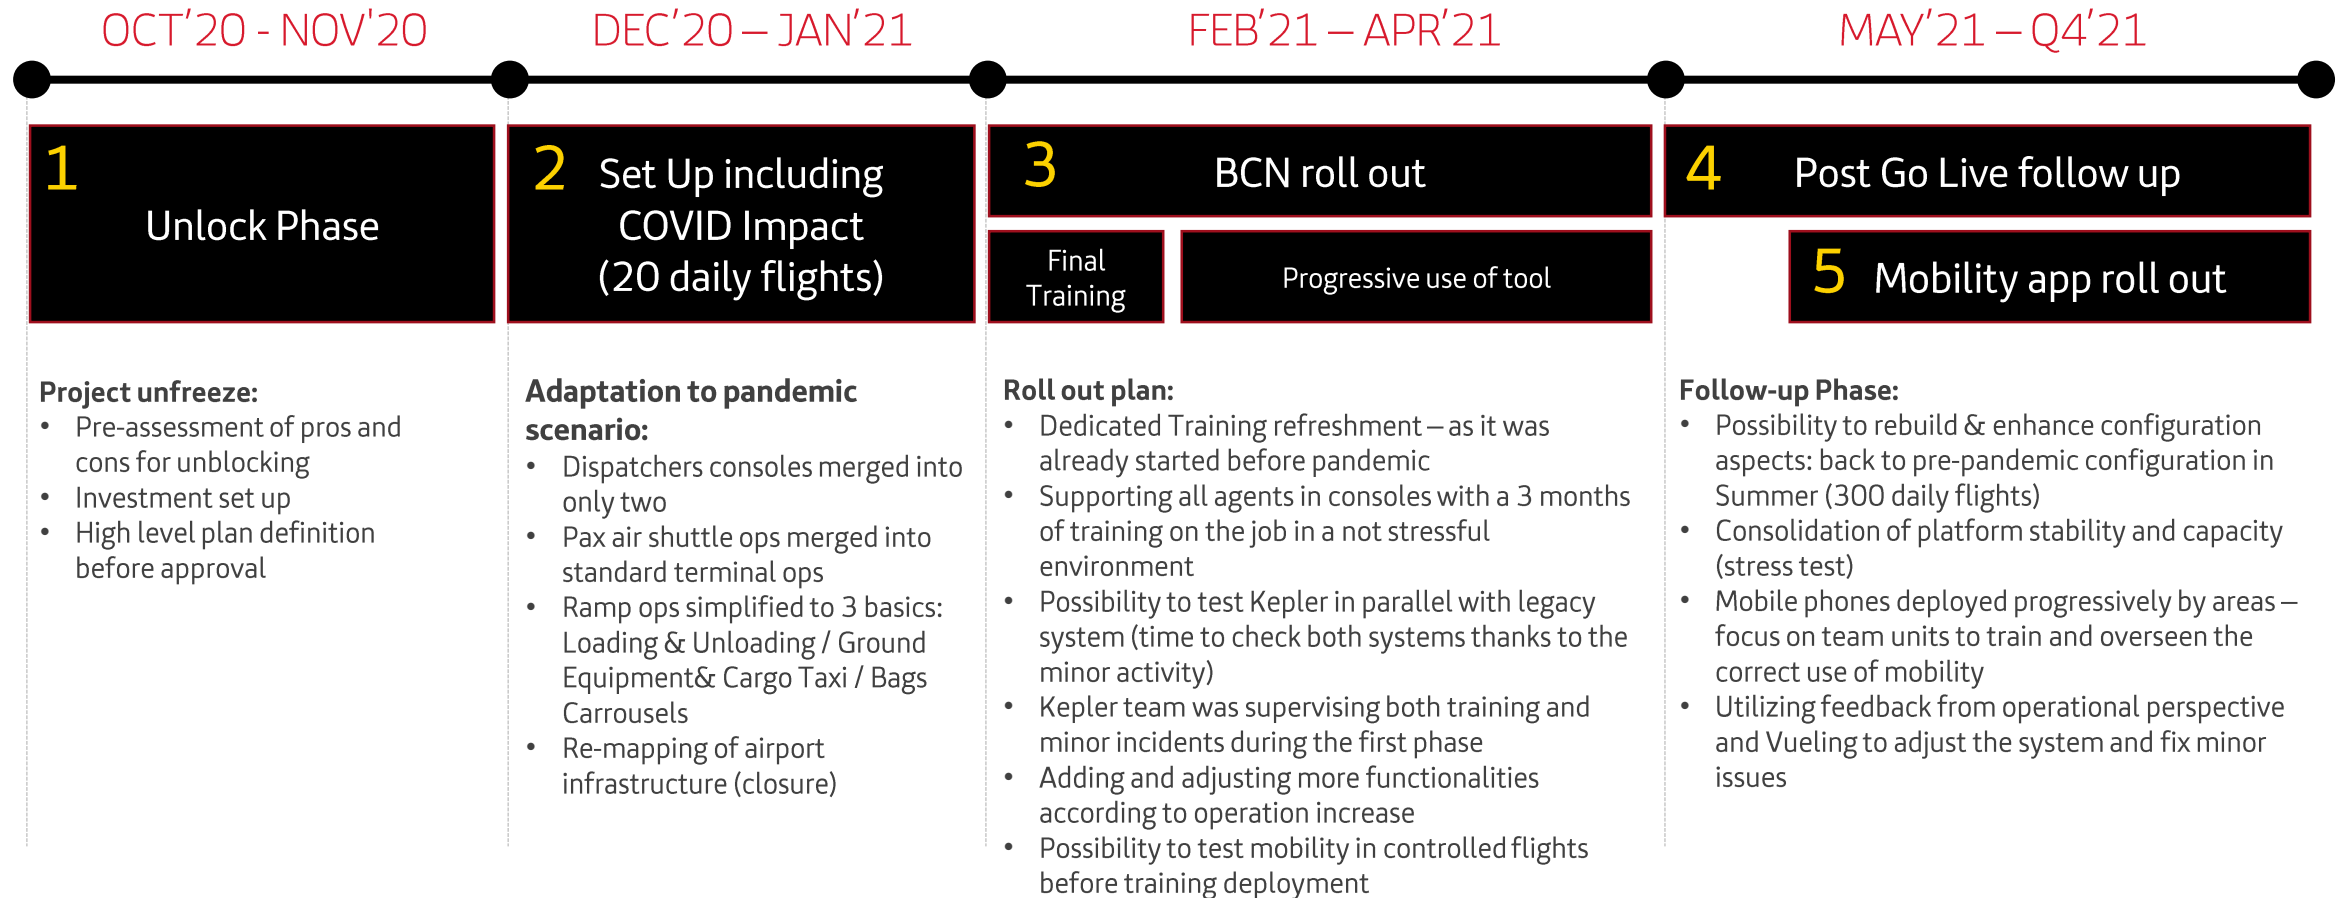 OCT'20 - NOV'20
DEC'20 – JAN'21
FEB'21 – APR'21
MAY'21 – Q4'21
1
Unlock Phase
2
Set Up including
COVID Impact
(20 daily flights)
3
BCN roll out
Final
Training
Progressive use of tool
4
Post Go Live follow up
5
Mobility app roll out
Project unfreeze:
• Pre-assessment of pros and
cons for unblocking
• Investment set up
• High level plan definition
before approval
Adaptation to pandemic
scenario:
• Dispatchers consoles merged into
only two
• Pax air shuttle ops merged into
standard terminal ops
• Ramp ops simplified to 3 basics:
Loading & Unloading / Ground
Equipment& Cargo Taxi / Bags
Carrousels
• Re-mapping of airport
infrastructure (closure)
Roll out plan:
• Dedicated Training refreshment – as it was
already started before pandemic
• Supporting all agents in consoles with a 3 months
of training on the job in a not stressful
environment
• Possibility to test Kepler in parallel with legacy
system (time to check both systems thanks to the
minor activity)
• Kepler team was supervising both training and
minor incidents during the first phase
• Adding and adjusting more functionalities
according to operation increase
• Possibility to test mobility in controlled flights
before training deployment
Follow-up Phase:
• Possibility to rebuild & enhance configuration
aspects: back to pre-pandemic configuration in
Summer (300 daily flights)
• Consolidation of platform stability and capacity
(stress test)
• Mobile phones deployed progressively by areas –
focus on team units to train and overseen the
correct use of mobility
• Utilizing feedback from operational perspective
and Vueling to adjust the system and fix minor
issues